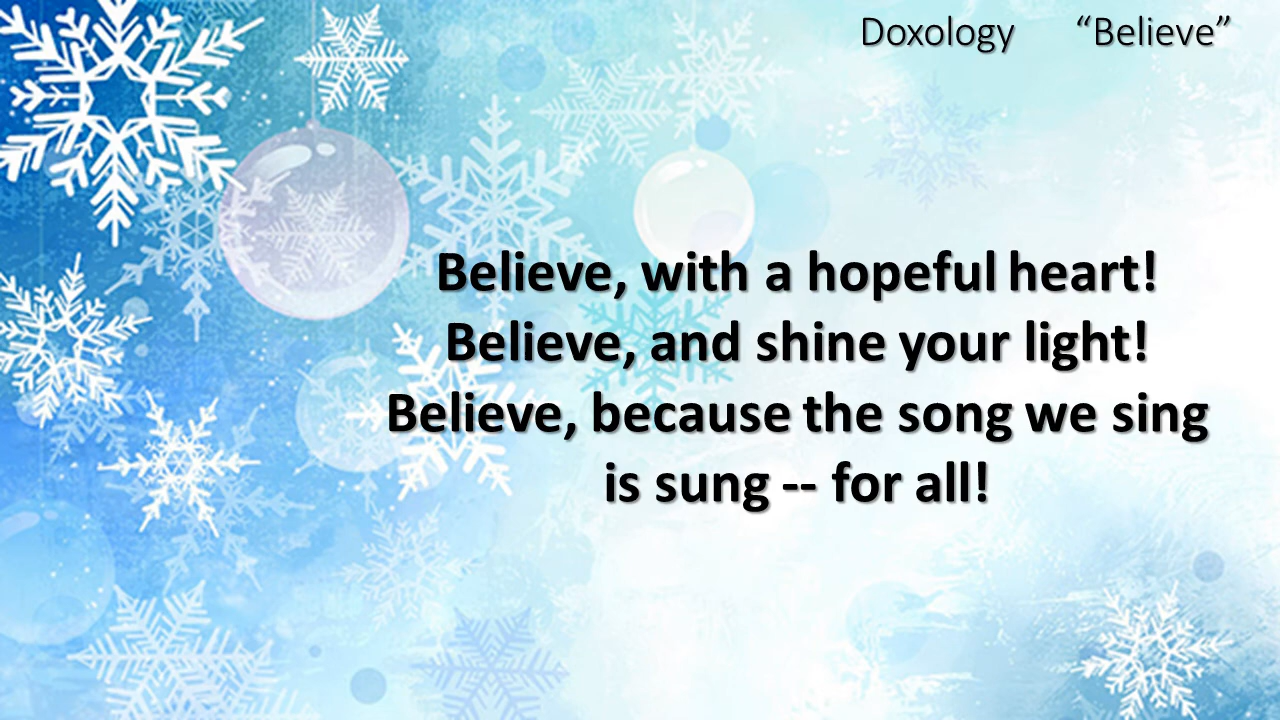 Doxology “Believe”
Believe, with a hopeful heart!
Believe, and shine your light!
Believe, because the song we sing
is sung -- for all!